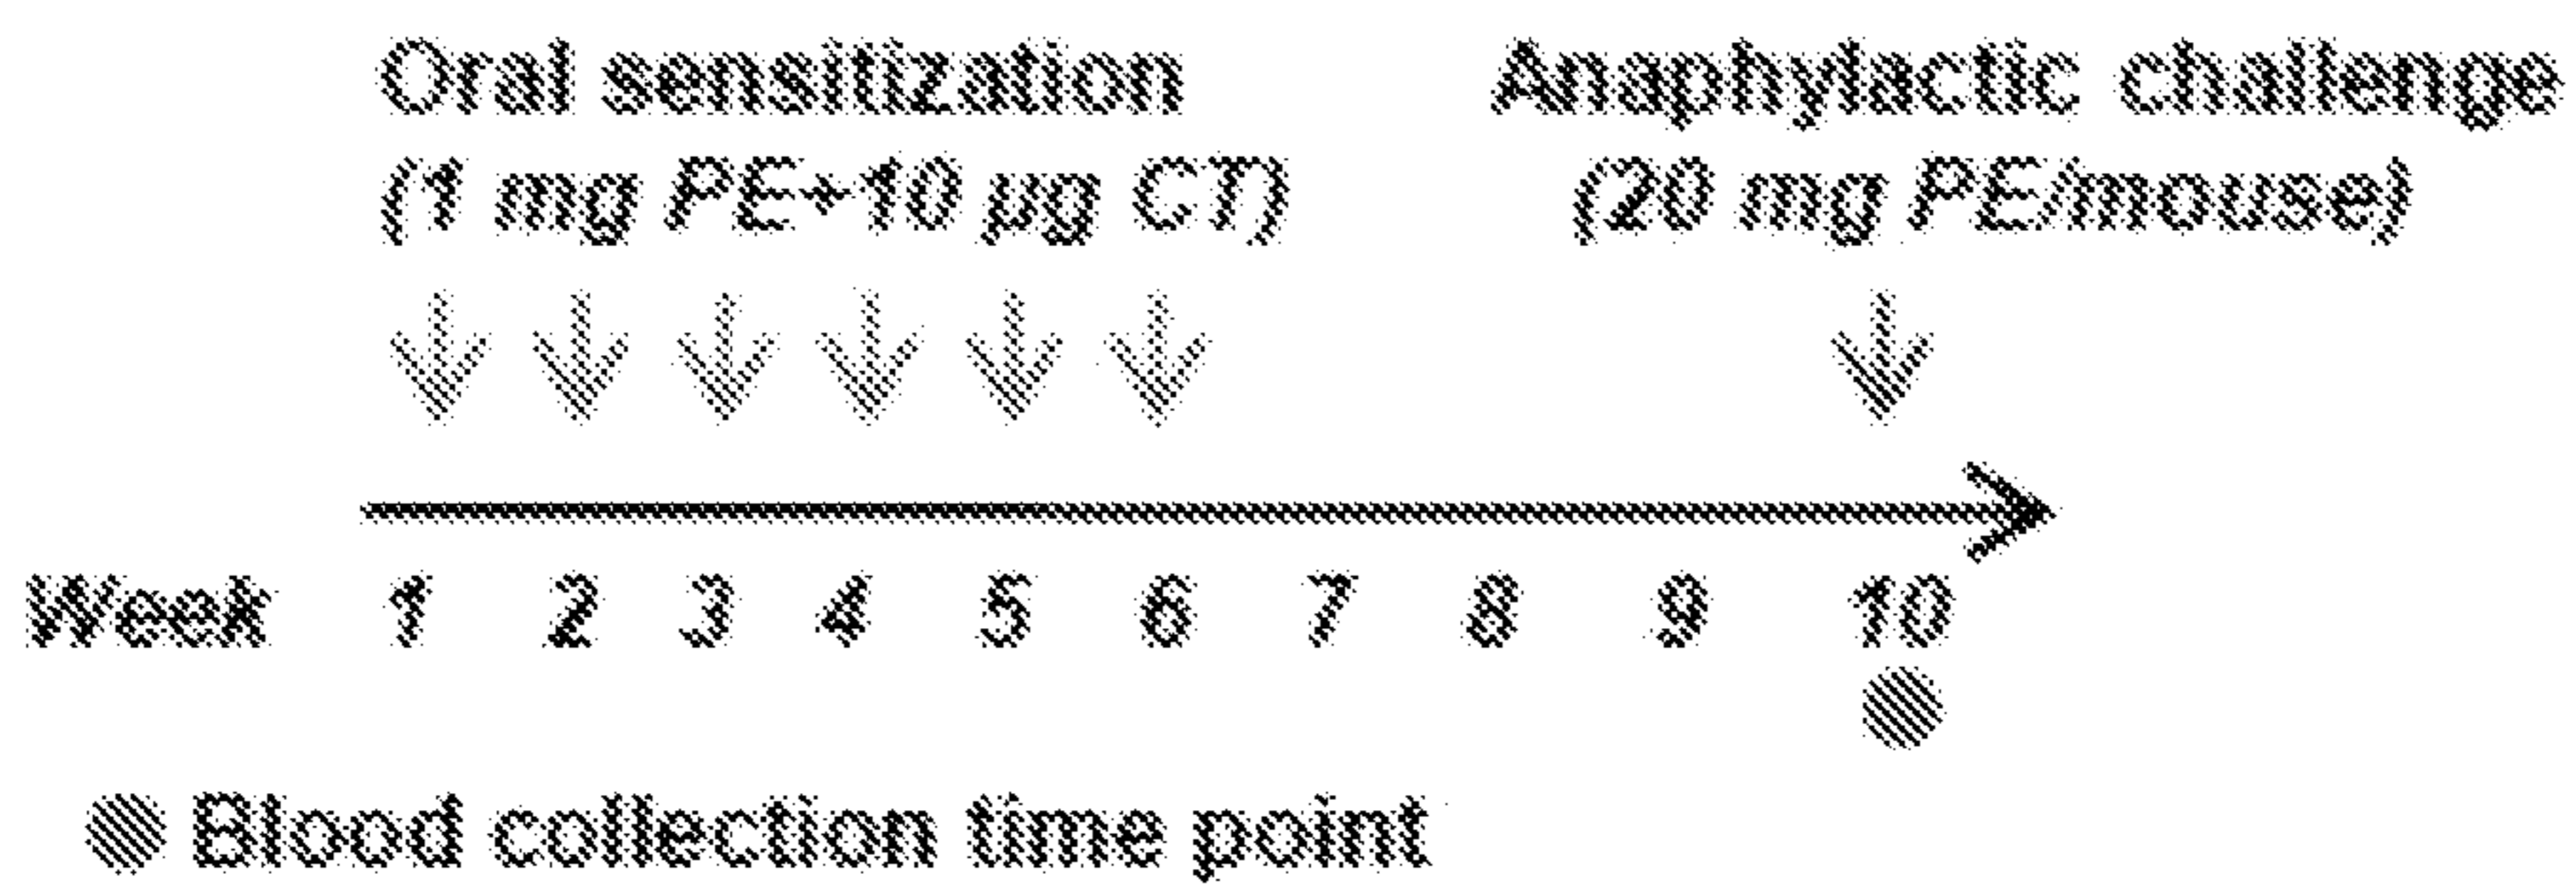 Oral sensitization
(1 mg PE+10 µg CT)
Anaphylactic challenge
(20 mg PE/mouse)
Week 1 2 3 4 5 6 7 8 9 10
Blood collection time point